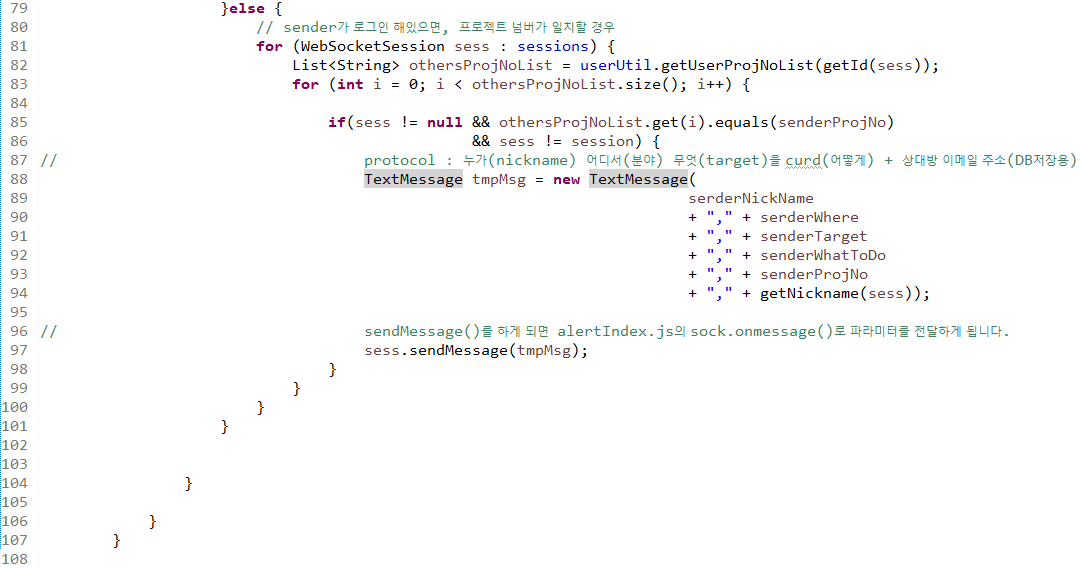 79 }else {
80 // sender가 로그인 해있으면, 프로젝트 넘버가 일치할 경우
81 for (WebSocketSession sess : sessions) {
82 List<String> othersProjNoList = userUtil.getUserProjNoList(getId(sess));
83 for (int i = 0; i < othersProjNoList.size(); i++) {
84
85 if(sess != null && othersProjNoList.get(i).equals(senderProjNo)
86 && sess != session) {
87 // protocol : 누가(nickname) 어디서(분야) 무엇(target)을 curd(어떻게) + 상대방 이메일 주소(DB저장용)
88 TextMessage tmpMsg = new TextMessage(
89 serderNickName
90 + "," + serderWhere
91 + "," + senderTarget
92 + "," + senderWhatToDo
93 + "," + senderProjNo
94 + "," + getNickname(sess));
95
96 // sendMessage()를 하게 되면 alertIndex.js의 sock.onmessage()로 파라미터를 전달하게 됩니다.
97 sess.sendMessage(tmpMsg);
98 }
99 }
100 }
101 }
102
103
104 }
105
106 }
107 }
108